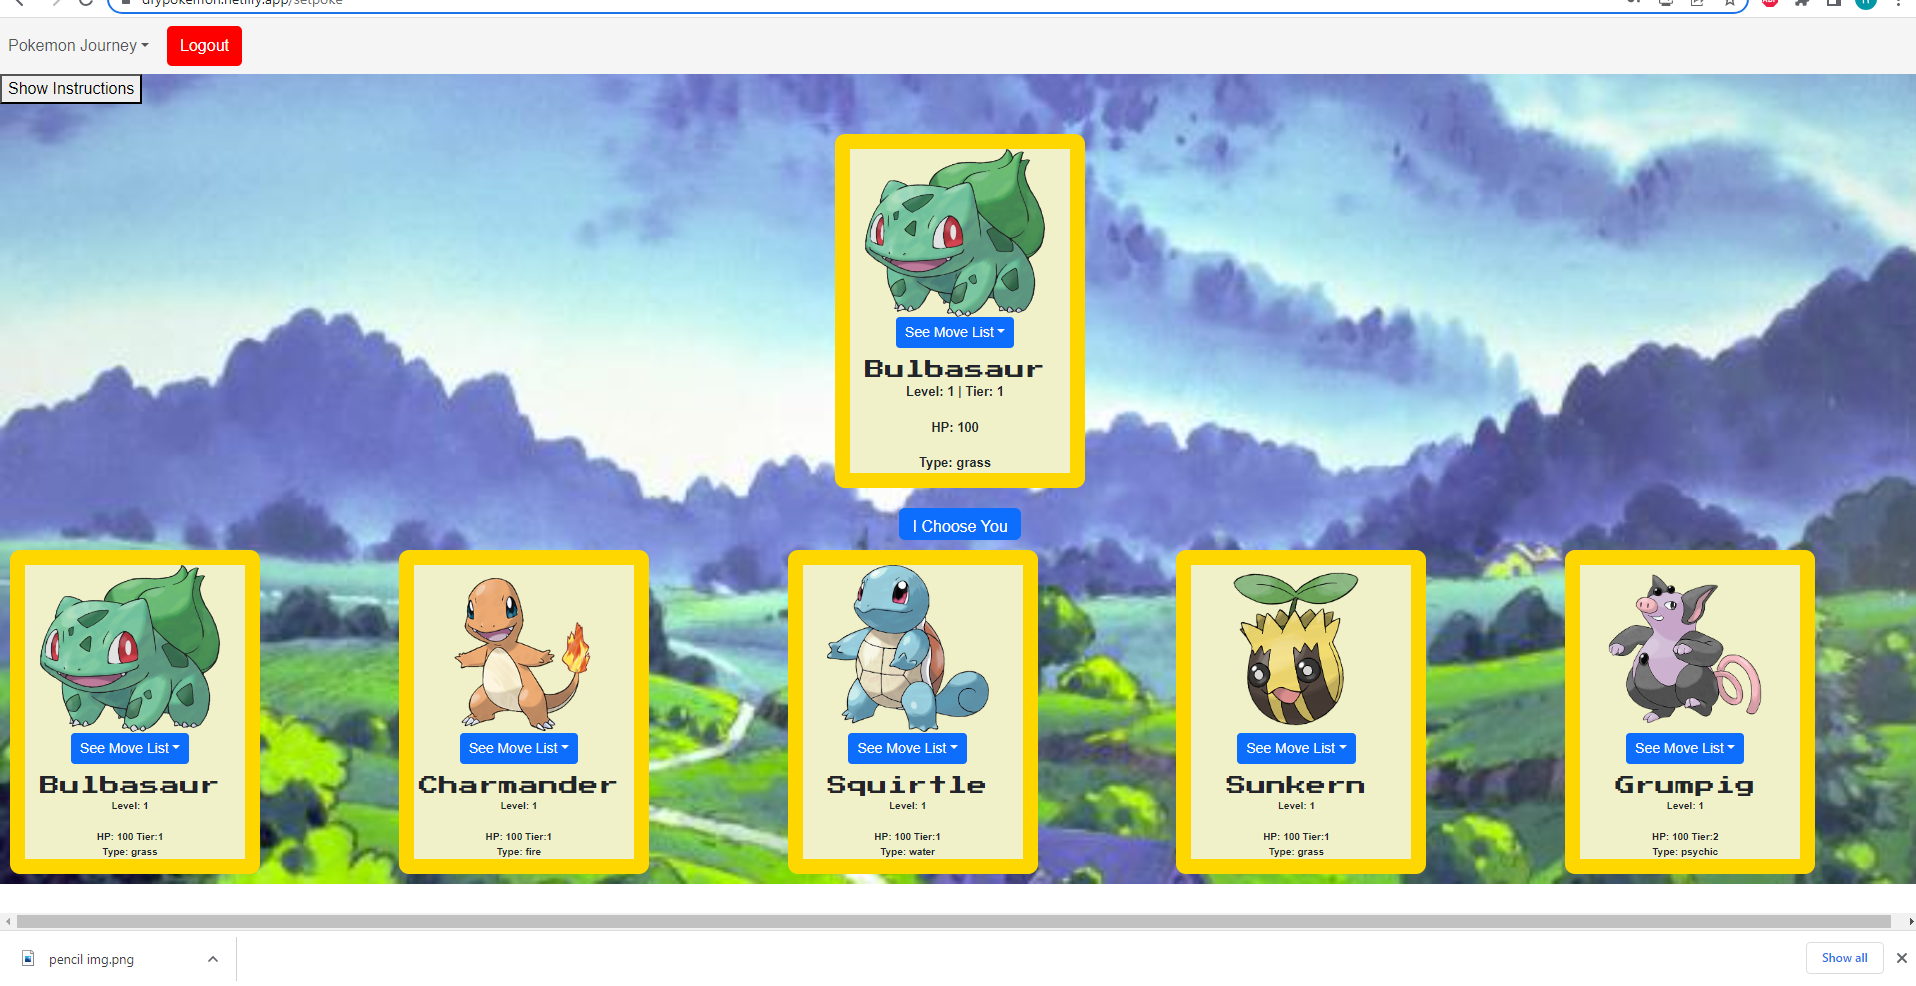 Pokemon Journey
Logout
Show Instructions
See Move List
Bulbasaur
Level: 1 | Tier: 1
HP: 100
Type: grass
I Choose You
See Move List
Bulbasaur
Level: 1
HP: 100 Tier:1
Type: grass
See Move List
Charmander
Level: 1
HP: 100 Tier:1
Type: fire
See Move List
Squirtle
Level: 1
HP: 100 Tier:1
Type: water
See Move List
Sunkern
Level: 1
HP: 100 Tier:1
Type: grass
See Move List
Grumpig
Level: 1
HP: 100 Tier:2
Type: psychic
pencil img.png
Show all